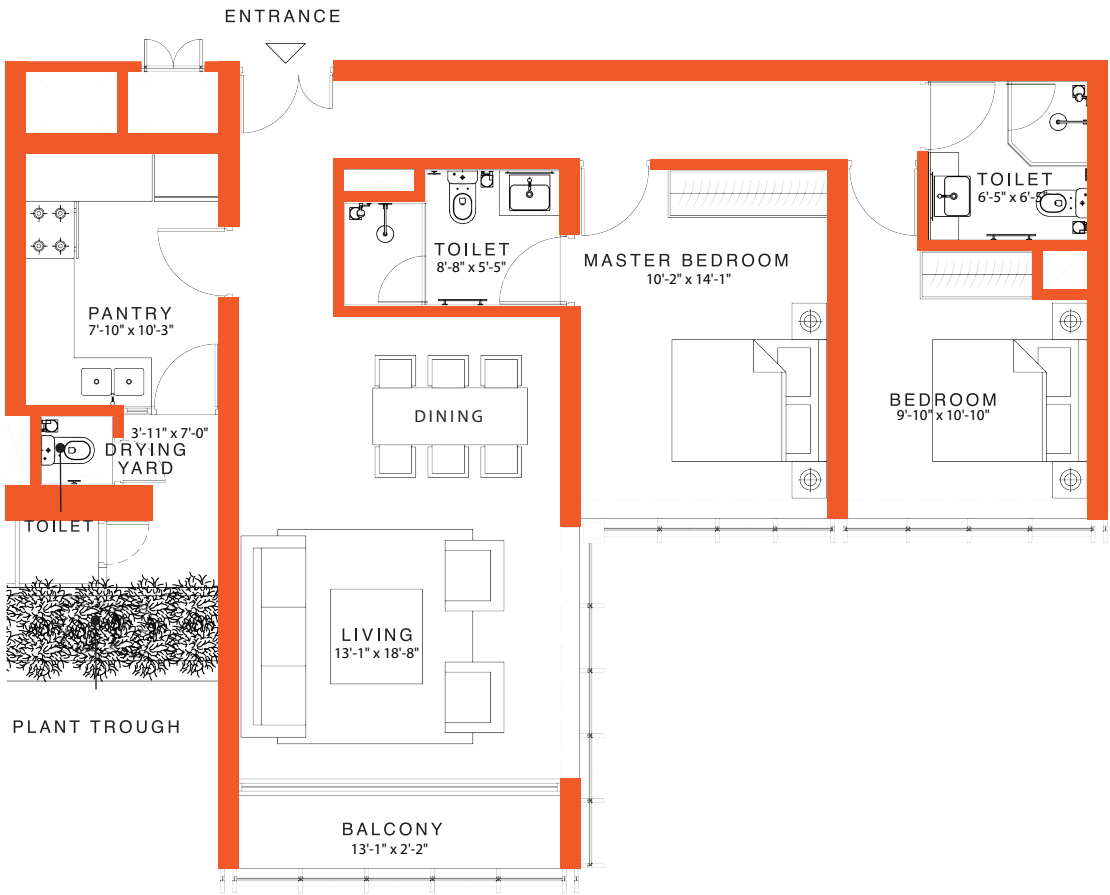 ENTRANCE
TOILET
6'-5" x 6'-5"
TOILET
8'-8" x 5'-5"
MASTER BEDROOM
10'-2" x 14'-1"
PANTRY
7'-10" x 10'-3"
BEDROOM
9'-10" x 10'-10"
DINING
3'-11" x 7'-0"
DRYING
YARD
TOILET
LIVING
13'-1" x 18'-8"
PLANT TROUGH
BALCONY
13'-1" x 2'-2"